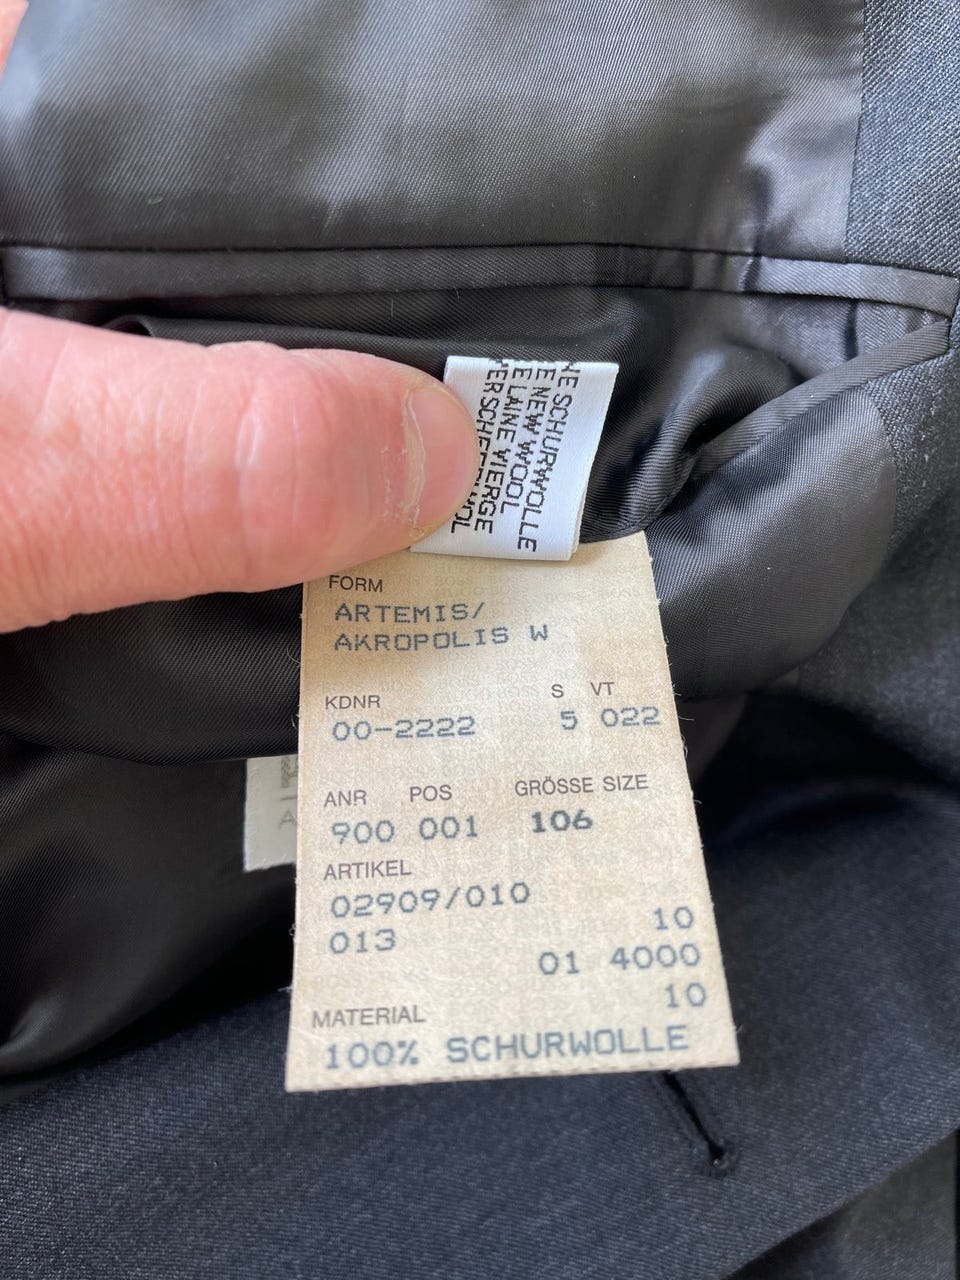 NEW WOOL
LAINE VIERGE
FORM
ARTEMIS/
AKROPOLIS W
KDNR S VT
00-2222 5 022
ANR POS GRÖSSE SIZE
900 001 106
ARTIKEL
02909/010
10
013
01 4000
10
MATERIAL
100% SCHURWOLLE